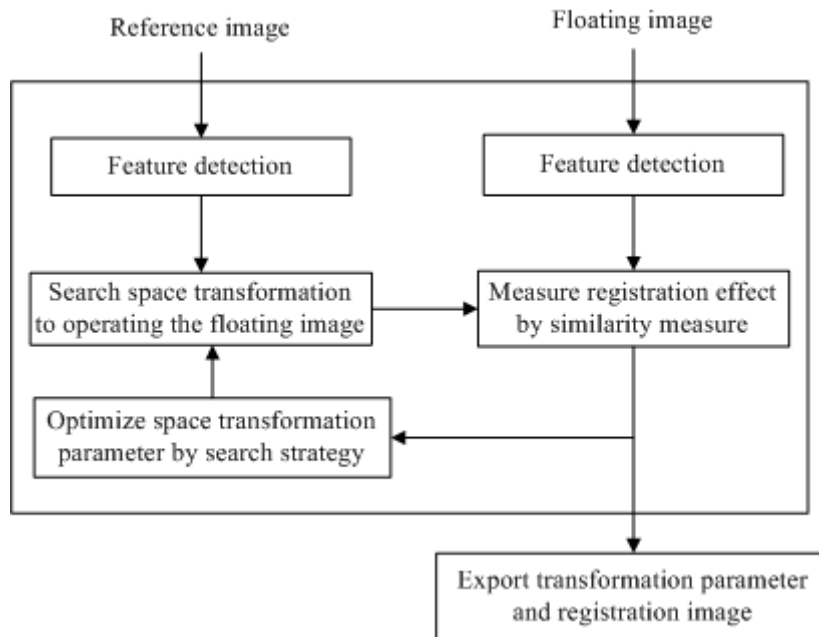 Reference image
Floating image
Feature detection
Feature detection
Search space transformation
to operating the floating image
Measure registration effect
by similarity measure
Optimize space transformation
parameter by search strategy
Export transformation parameter
and registration image